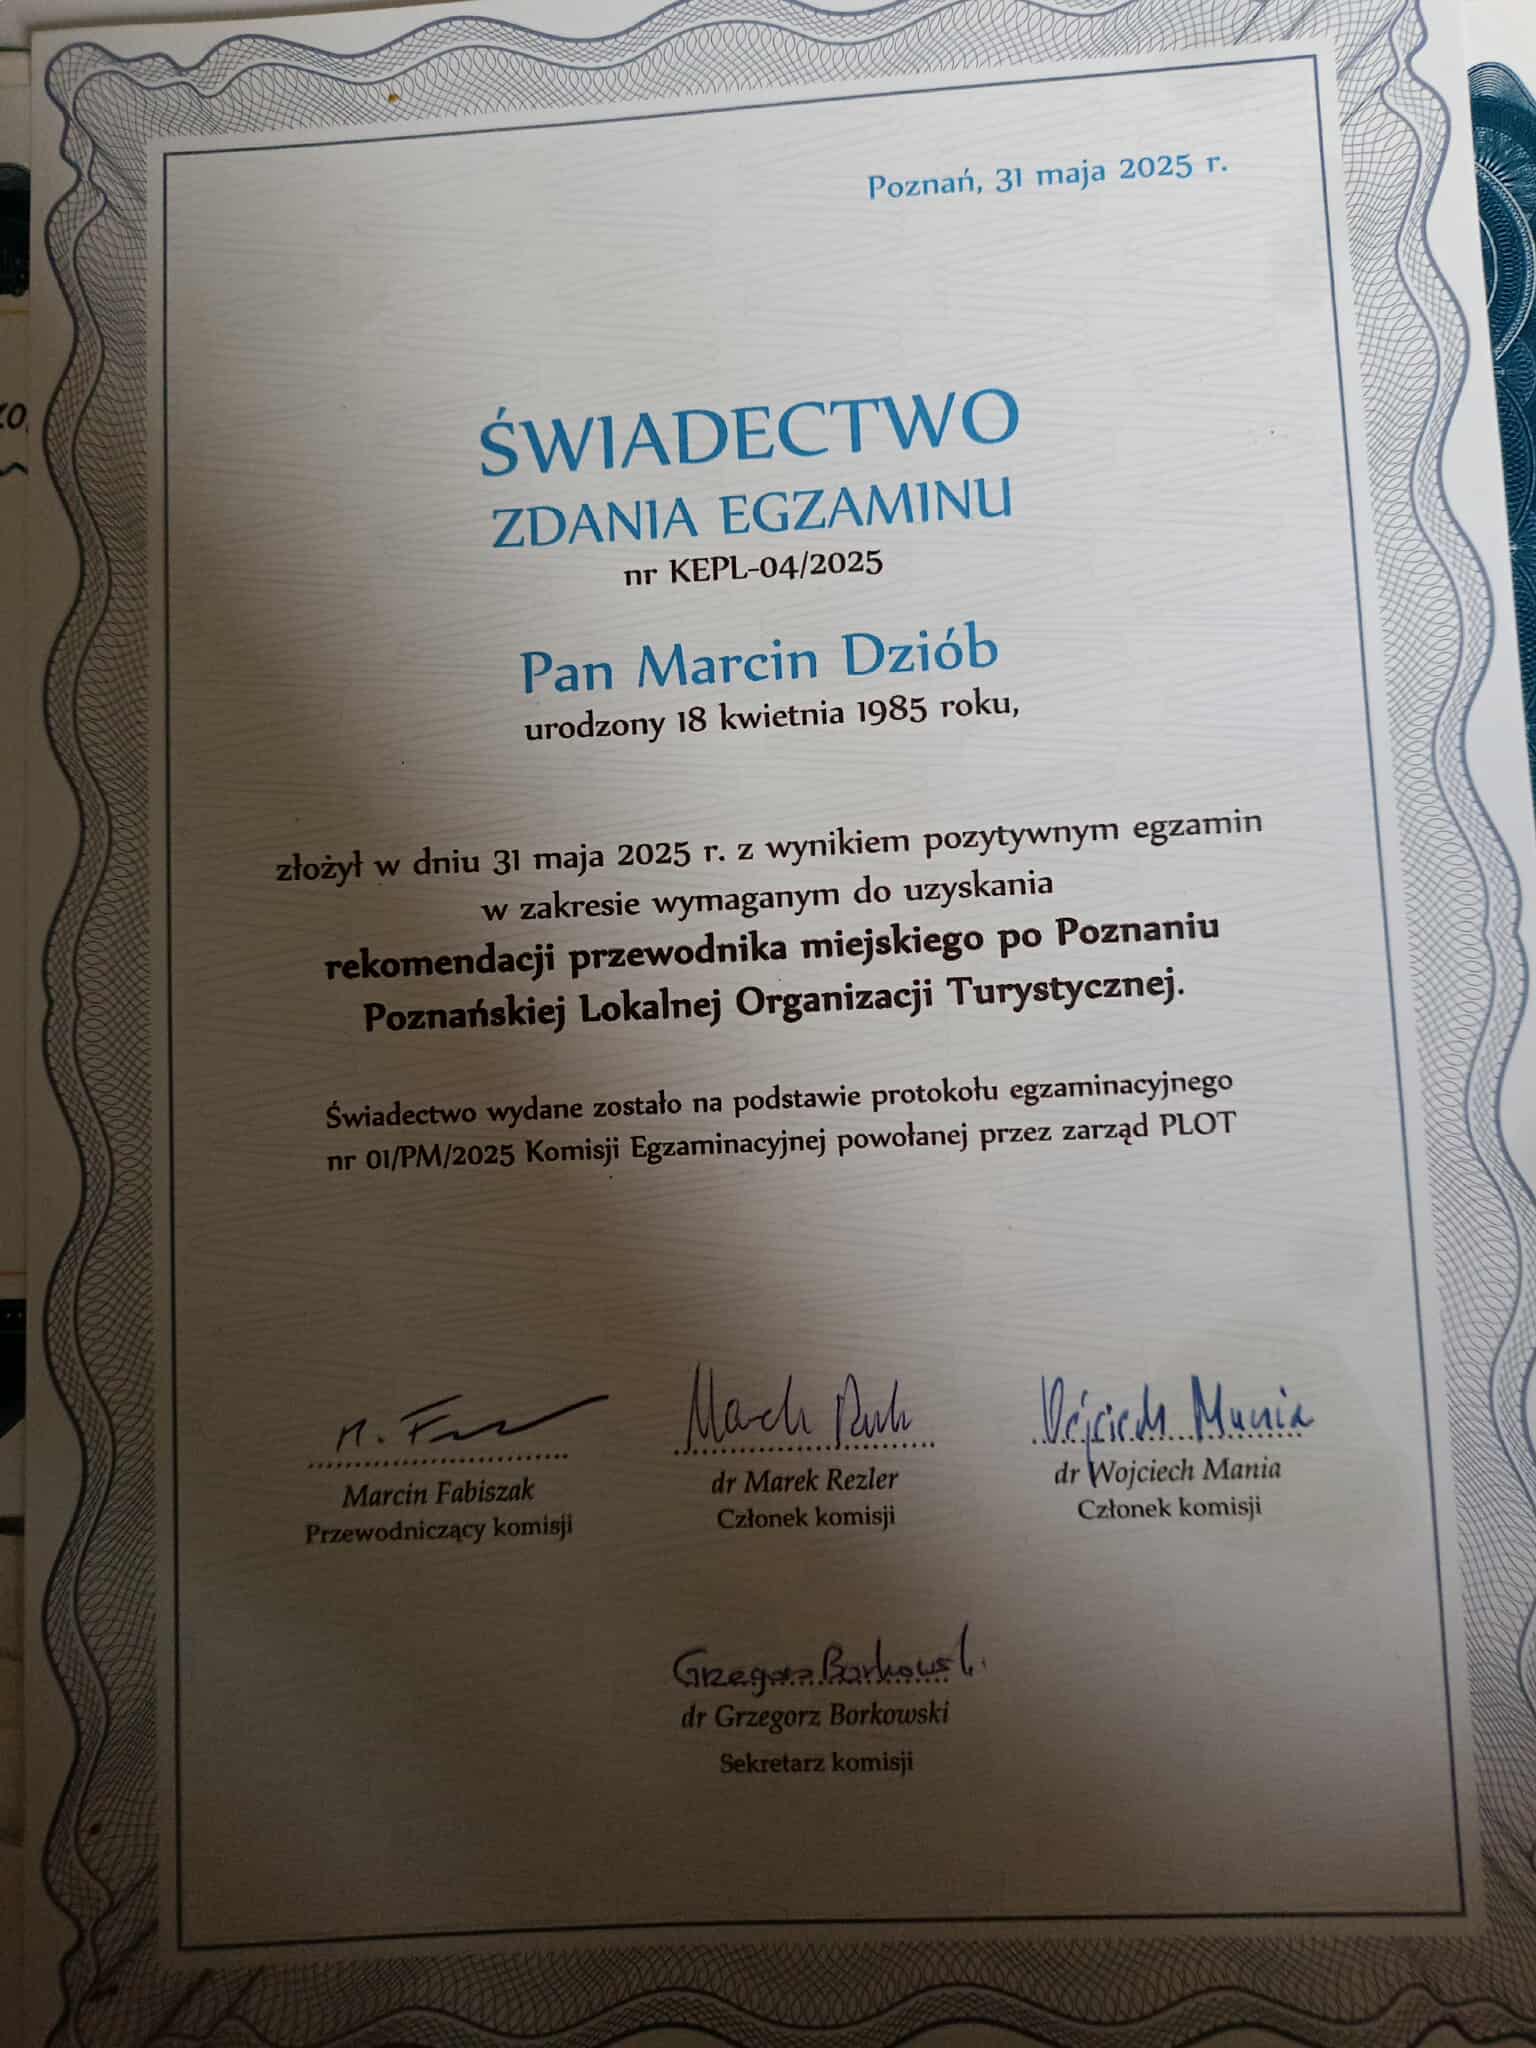 Poznań, 31 maja 2025 r.
ŚWIADECTWO
ZDANIA EGZAMINU
nr KEPL-04/2025
Pan Marcin Dziób
urodzony 18 kwietnia 1985 roku,
złożył w dniu 31 maja 2025 r. z wynikiem pozytywnym egzamin
w zakresie wymaganym do uzyskania
rekomendacji przewodnika miejskiego po Poznaniu
Poznańskiej Lokalnej Organizacji Turystycznej.
Świadectwo wydane zostało na podstawie protokołu egzaminacyjnego
nr 01/PM/2025 Komisji Egzaminacyjnej powołanej przez zarząd PLOT
Wojciech Mania
Marcin Fabiszak
Przewodniczący komisji
dr Marek Rezler
Członek komisji
dr Wojciech Mania
Członek komisji
Grzegorz Borkowski
dr Grzegorz Borkowski
Sekretarz komisji